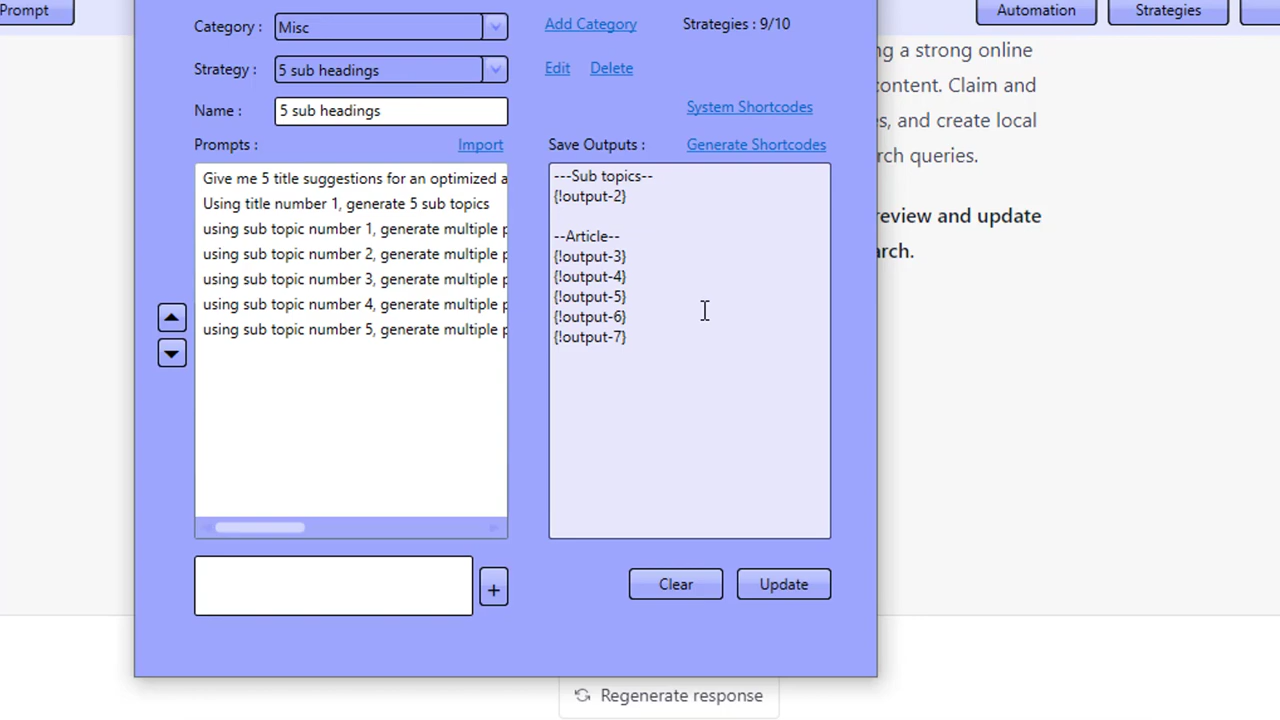 Prompt
Automation
Strategies
Category :
Misc
Add Category
Strategies : 9/10
Strategy :
5 sub headings
Edit
Delete
Name :
5 sub headings
System Shortcodes
Prompts :
Import
Save Outputs :
Generate Shortcodes
Give me 5 title suggestions for an optimized a
Using title number 1, generate 5 sub topics
using sub topic number 1, generate multiple p
using sub topic number 2, generate multiple p
using sub topic number 3, generate multiple p
using sub topic number 4, generate multiple p
using sub topic number 5, generate multiple p
---Sub topics--
{!output-2}
--Article--
{!output-3}
{!output-4}
{!output-5}
{!output-6}
{!output-7}
+
Clear
Update
ng a strong online
content. Claim and
es, and create local
rch queries.
review and update
arch.
Regenerate response